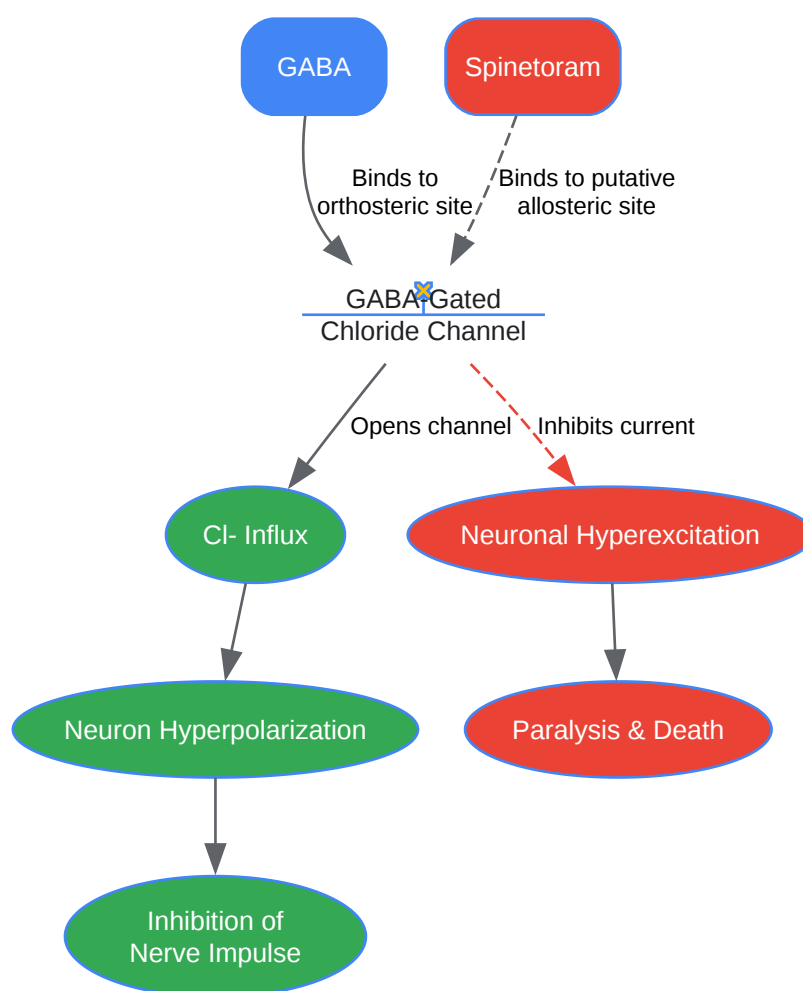 GABA
Spinetoram
Binds to
orthosteric site
Binds to putative
allosteric site
GABA-Gated
Chloride Channel
Opens channel
Inhibits current
Cl- Influx
Neuronal Hyperexcitation
Neuron Hyperpolarization
Paralysis & Death
Inhibition of
Nerve Impulse